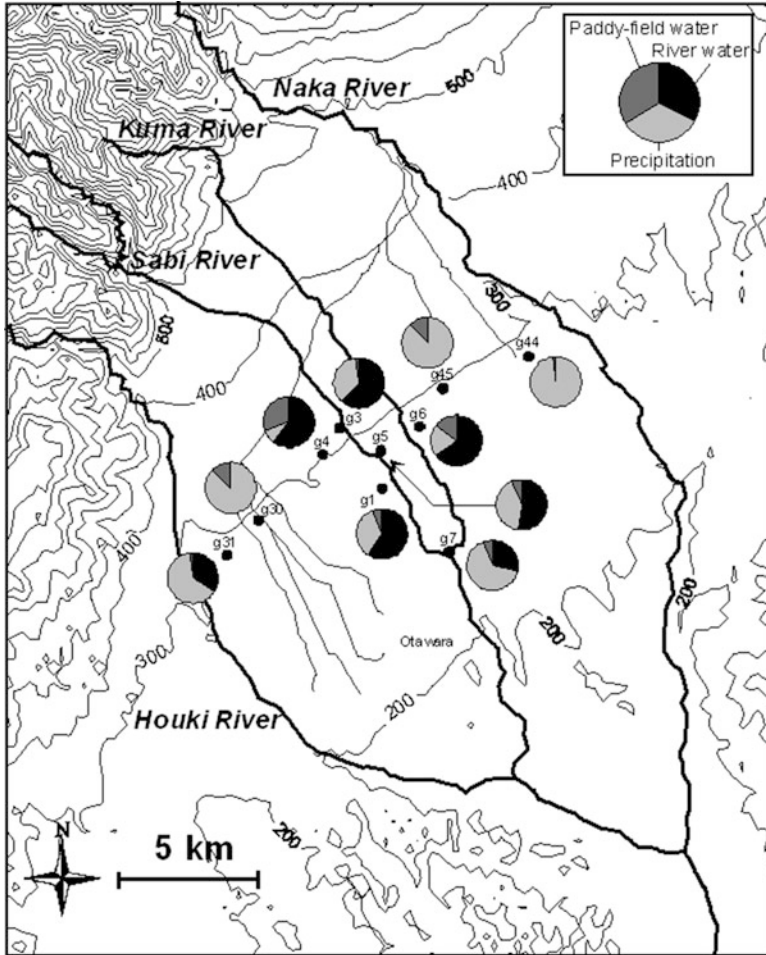 Paddy-field water
River water
Precipitation
Naka River
500
Kuma River
400
Sabi River
600
300
g44
400
g45
g3
g6
g4
g5
g1
g30
g31
g7
400
200
200
Otawara
300
200
Houki River
200
N
5 km